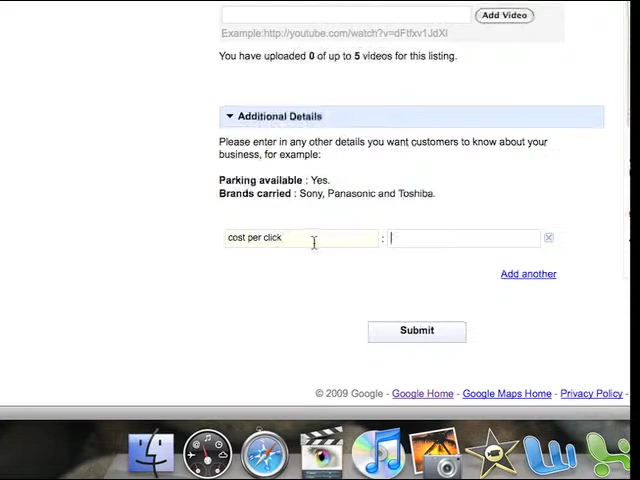 Add Video
Example:http://youtube.com/watch?v=dFtfxv1JdXI
You have uploaded 0 of up to 5 videos for this listing.
Additional Details
Please enter in any other details you want customers to know about your
business, for example:
Parking available : Yes.
Brands carried : Sony, Panasonic and Toshiba.
cost per click :
Add another
Submit
© 2009 Google - Google Home - Google Maps Home - Privacy Policy -